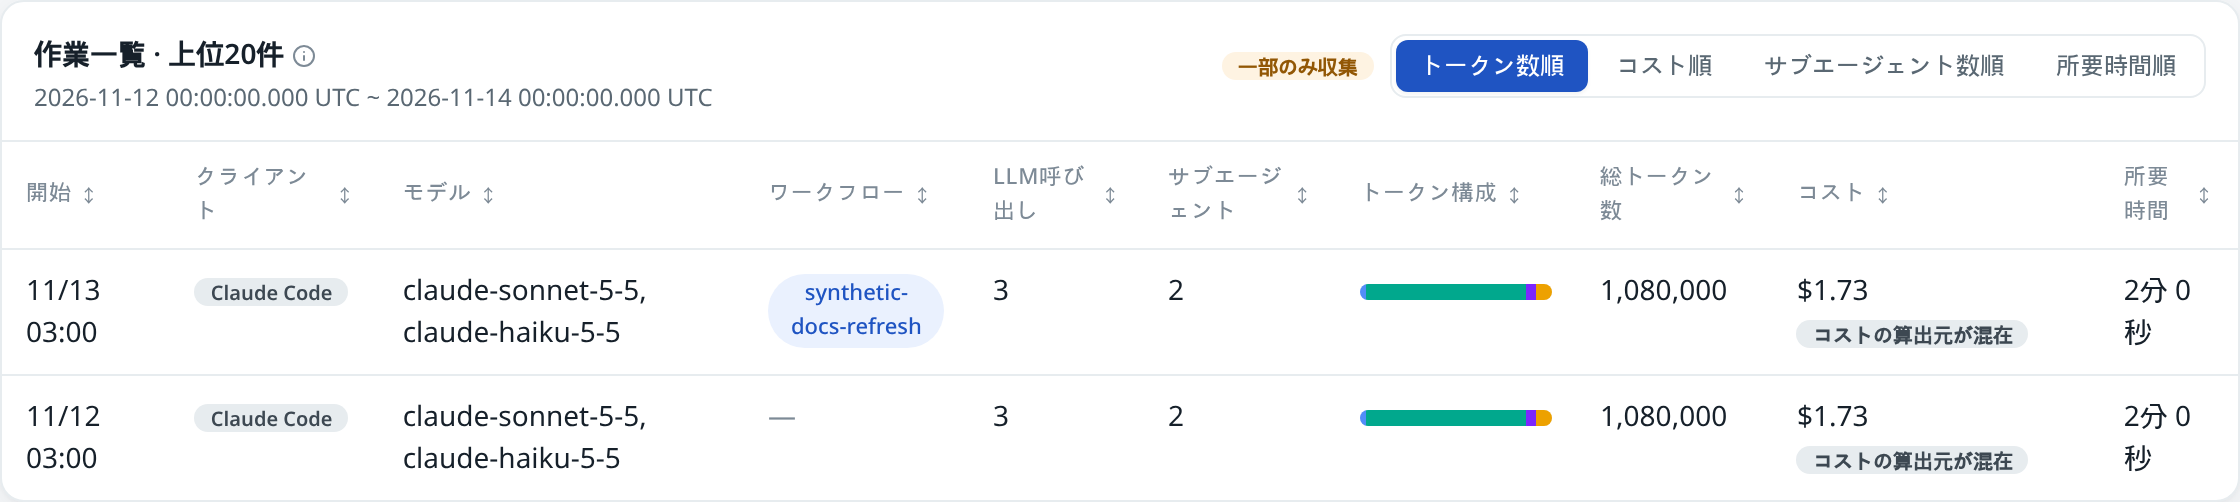 作業一覧 · 上位20件
2026-11-12 00:00:00.000 UTC ~ 2026-11-14 00:00:00.000 UTC
一部のみ収集
トークン数順
コスト順
サブエージェント数順
所要時間順
開始
クライアン
ト
モデル
ワークフロー
LLM呼び
出し
サブエージ
ェント
トークン構成
総トークン
数
コスト
所要
時間
11/13
03:00
Claude Code
claude-sonnet-5-5,
claude-haiku-5-5
synthetic-
docs-refresh
3
2
1,080,000
$1.73
コストの算出元が混在
2分 0
秒
11/12
03:00
Claude Code
claude-sonnet-5-5,
claude-haiku-5-5
—
3
2
1,080,000
$1.73
コストの算出元が混在
2分 0
秒